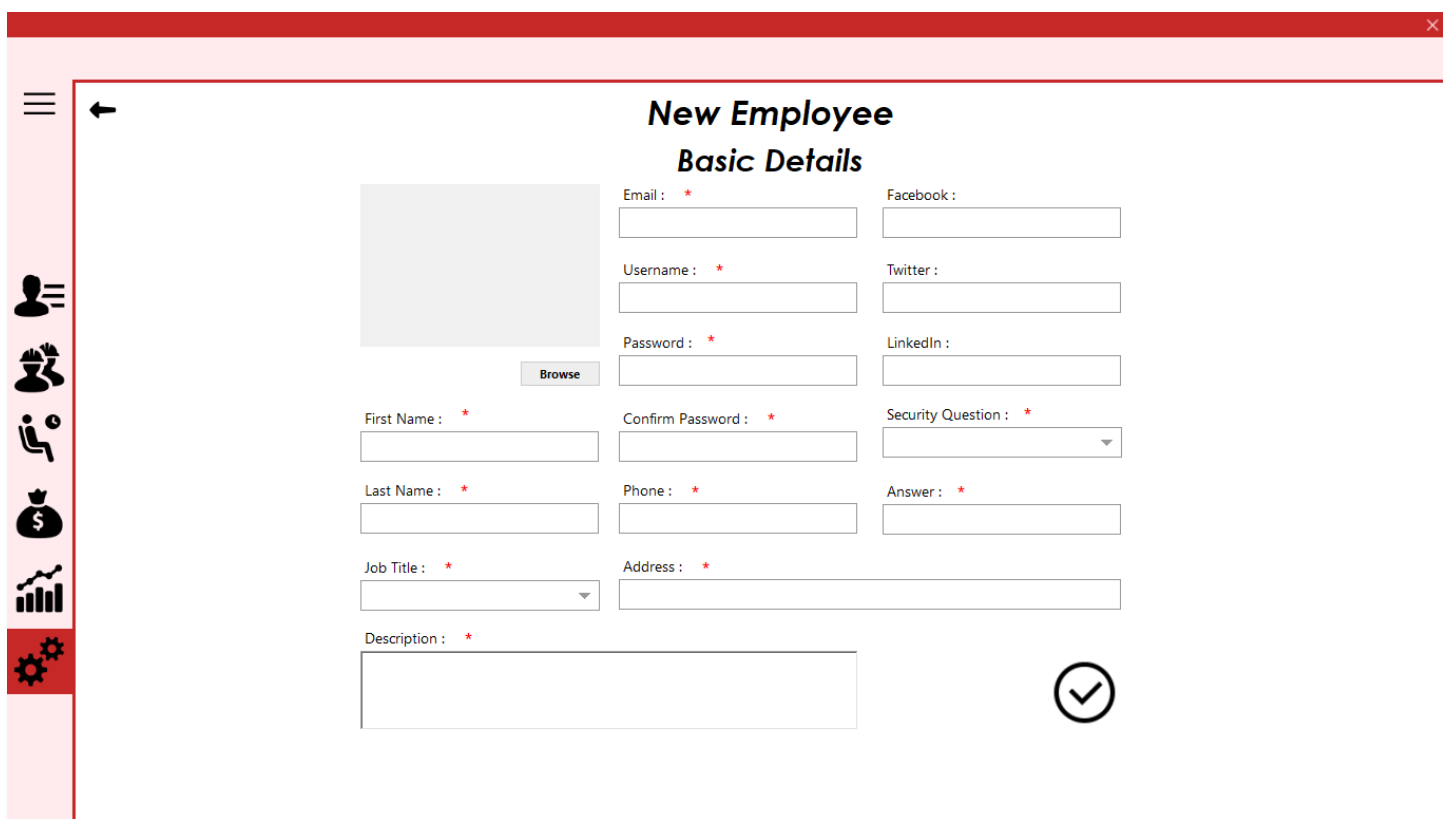 New Employee
Basic Details
Email : *
Facebook :
Username : *
Twitter :
Password : *
LinkedIn :
Browse
First Name : *
Confirm Password : *
Security Question : *
Last Name : *
Phone : *
Answer : *
$
Job Title : *
Address : *
Description : *